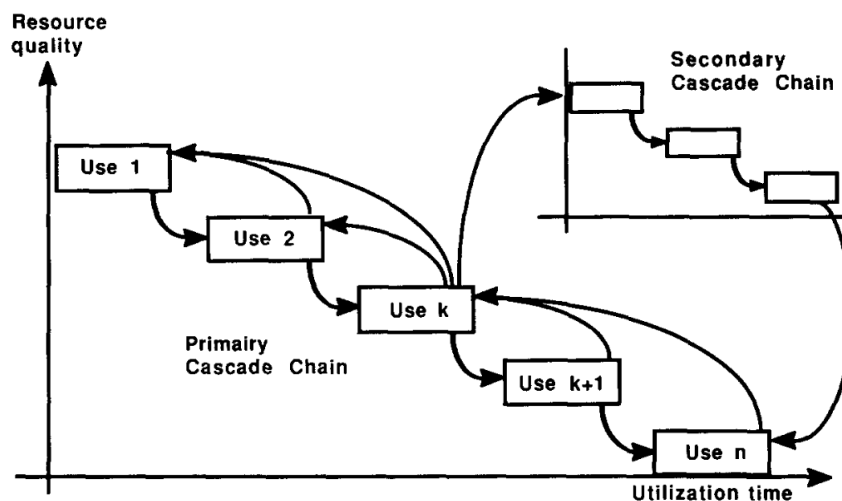 Resource
quality
Secondary
Cascade Chain
Use 1
Use 2
Use k
Primairy
Cascade Chain
Use k+1
Use n
Utilization time